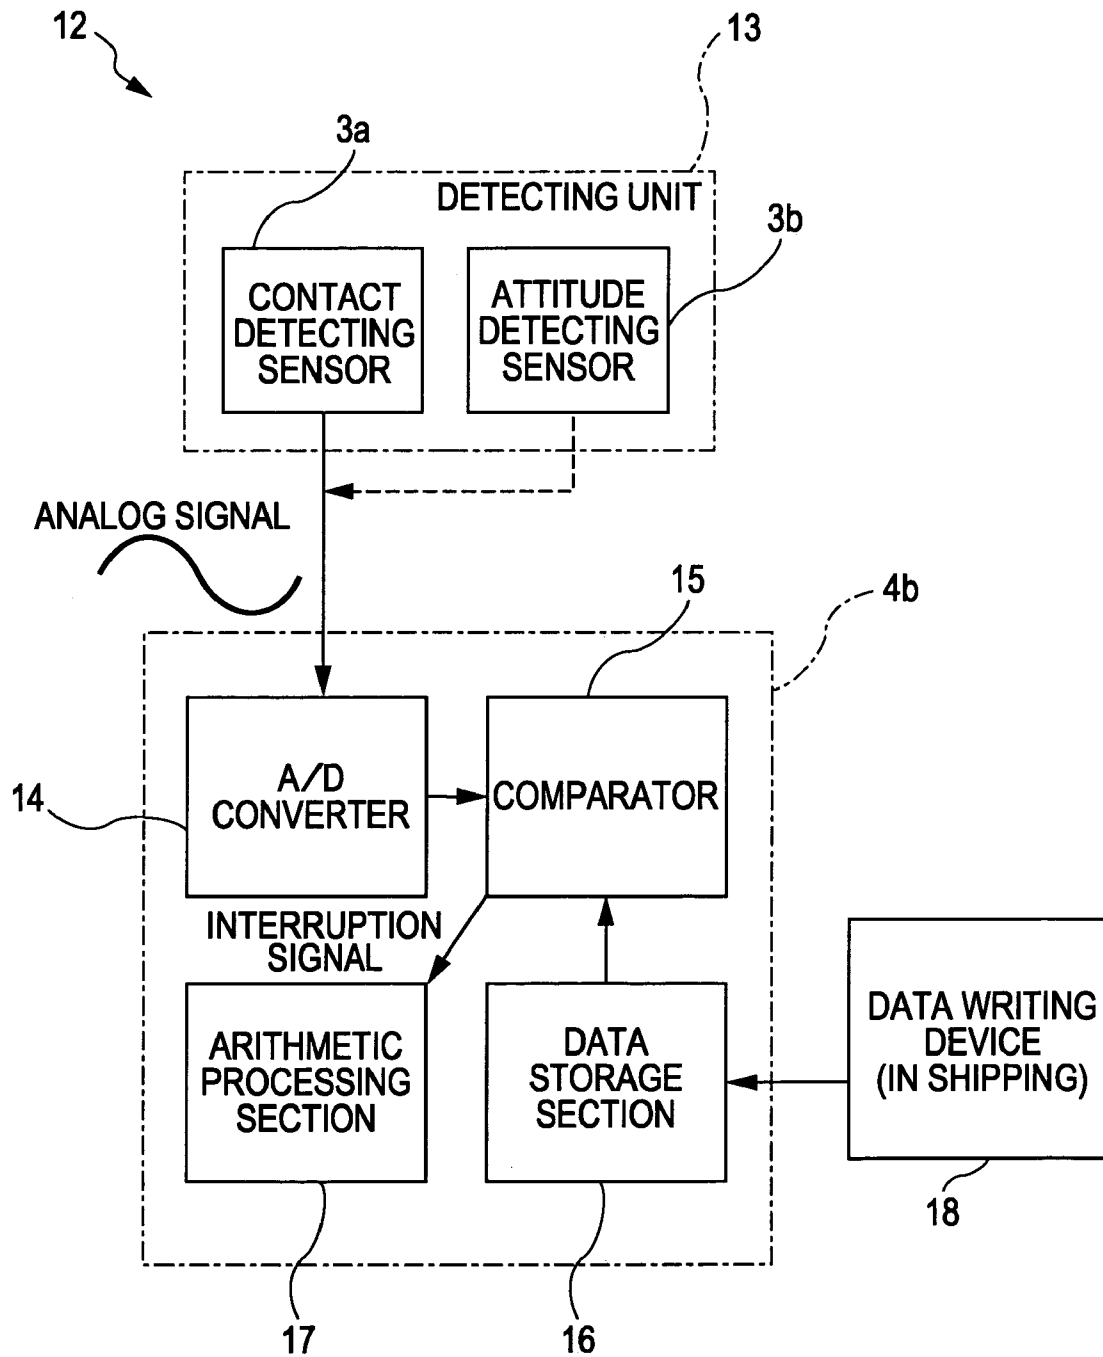 12
13
3a
DETECTING UNIT
3b
CONTACT
DETECTING
SENSOR
ATTITUDE
DETECTING
SENSOR
ANALOG SIGNAL
15
4b
14
A/D
CONVERTER
COMPARATOR
INTERRUPTION
SIGNAL
ARITHMETIC
PROCESSING
SECTION
DATA
STORAGE
SECTION
DATA WRITING
DEVICE
(IN SHIPPING)
18
17
16